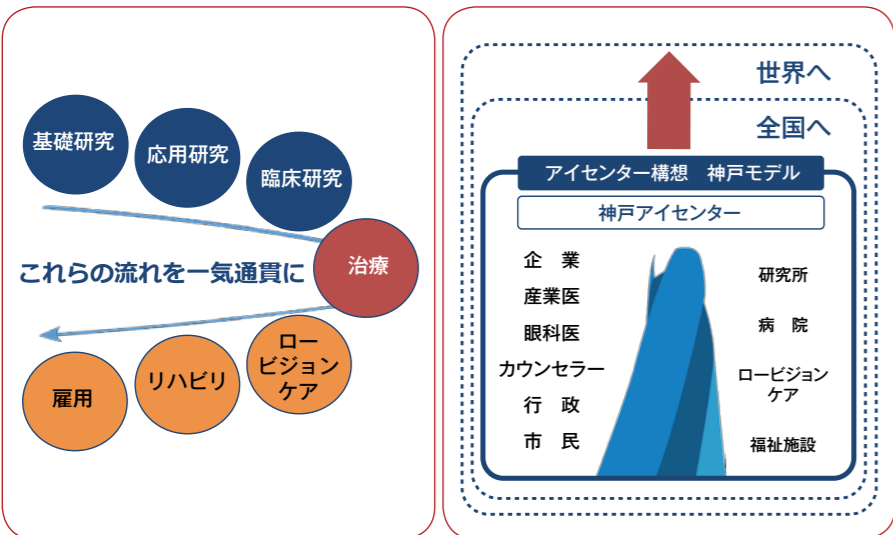 基礎研究
応用研究
臨床研究
治療
これらの流れを一気通貫に
ロー
ビジョン
ケア
リハビリ
雇用
世界へ
全国へ
アイセンター構想　神戸モデル
神戸アイセンター
企　業
産業医
眼科医
カウンセラー
行　政
市　民
研究所
病　院
ロービジョン
ケア
福祉施設